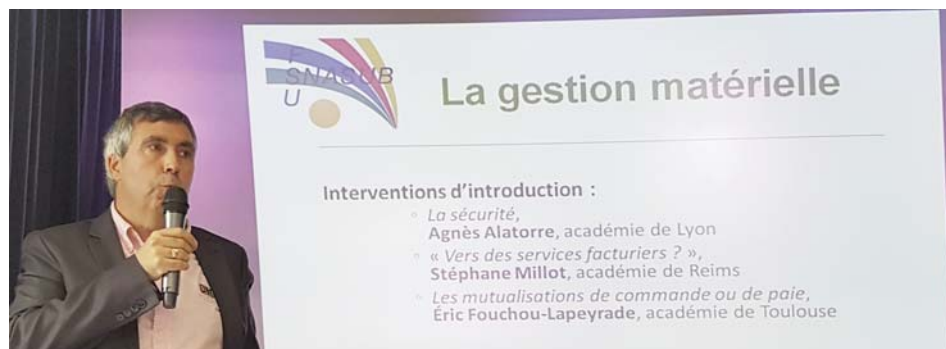 F
SNASUB
U
La gestion matérielle
Interventions d’introduction :
◦ La sécurité,
Agnès Alatorre, académie de Lyon
◦ « Vers des services facturiers ? »,
Stéphane Millot, académie de Reims
◦ Les mutualisations de commande ou de paie,
Éric Fouchou-Lapeyrade, académie de Toulouse